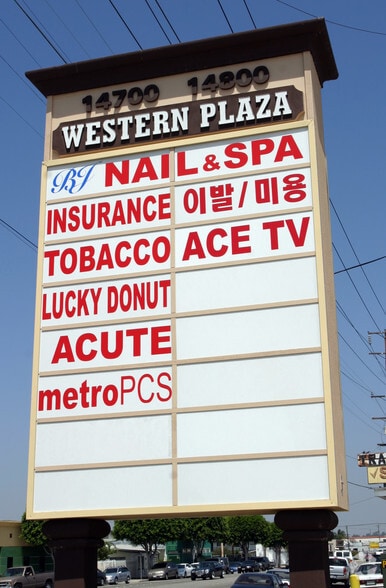 14700 14800
WESTERN PLAZA
BJ NAIL & SPA
INSURANCE 이발/미용
TOBACCO ACE TV
LUCKY DONUT
ACUTE
metroPCS
TRA